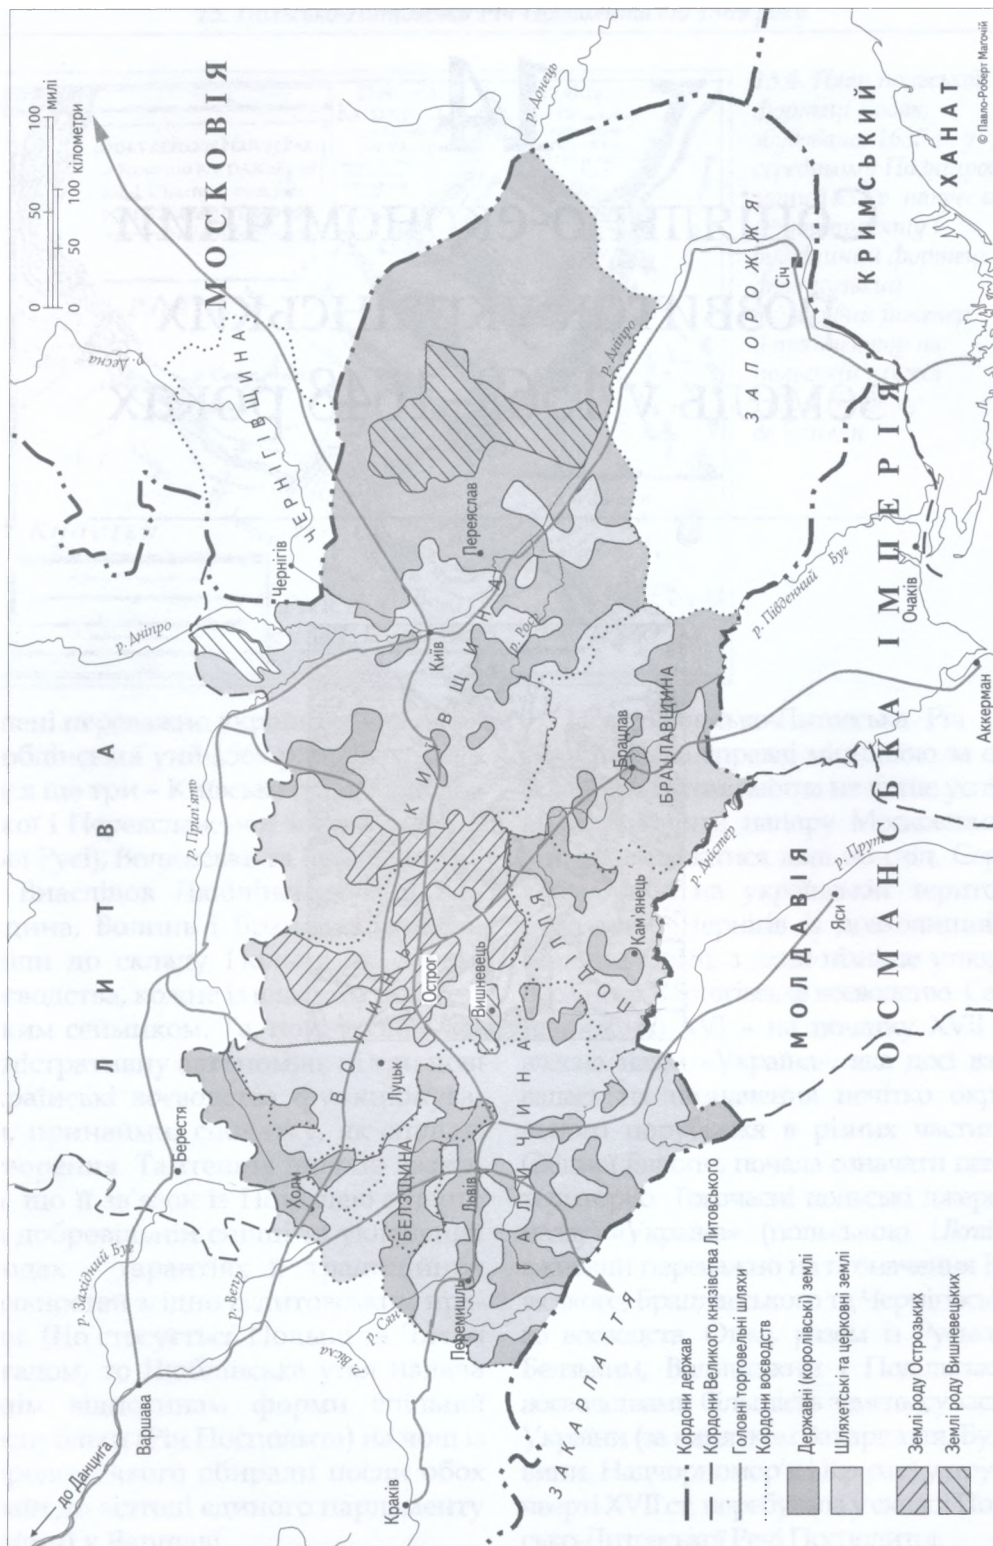 МОСКОВІЯ
ЛИТВА
МОЛДАВІЯ
ОСМАНСЬКА ІМПЕРІЯ
КРИМСЬКИЙ
ХАНАТ
ЗАПОРОЖЖЯ
ЗАКАРПАТТЯ
ЧЕРНІГІВЩИНА
КИЇВЩИНА
БРАЦЛАВЩИНА
ПОДІЛЛЯ
ВОЛИНЬ
БЕЛЗЩИНА
ГАЛИЧИНА
до Данціга
Варшава
Краків
Берестя
Холм
Луцьк
Львів
Перемишль
Острог
Вишневець
Кам'янець
Брацлав
Київ
Чернігів
Переяслав
Січ
Очаків
Аккерман
Ясси
р. Західний Буг
р. Вепр
р. Сян
р. Вісла
р. Прип'ять
р. Дніпро
р. Десна
р. Донець
р. Рось
р. Дніпро
р. Південний Буг
р. Дністер
р. Прут
50 100
милі
50 100 кілометри
Кордони держав
Кордони Великого князівства Литовського
Головні торговельні шляхи
Кордони воєводств
Державні (королівські) землі
Шляхетські та церковні землі
Землі роду Острозьких
Землі роду Вишневецьких
© Павло-Роберт Магочій